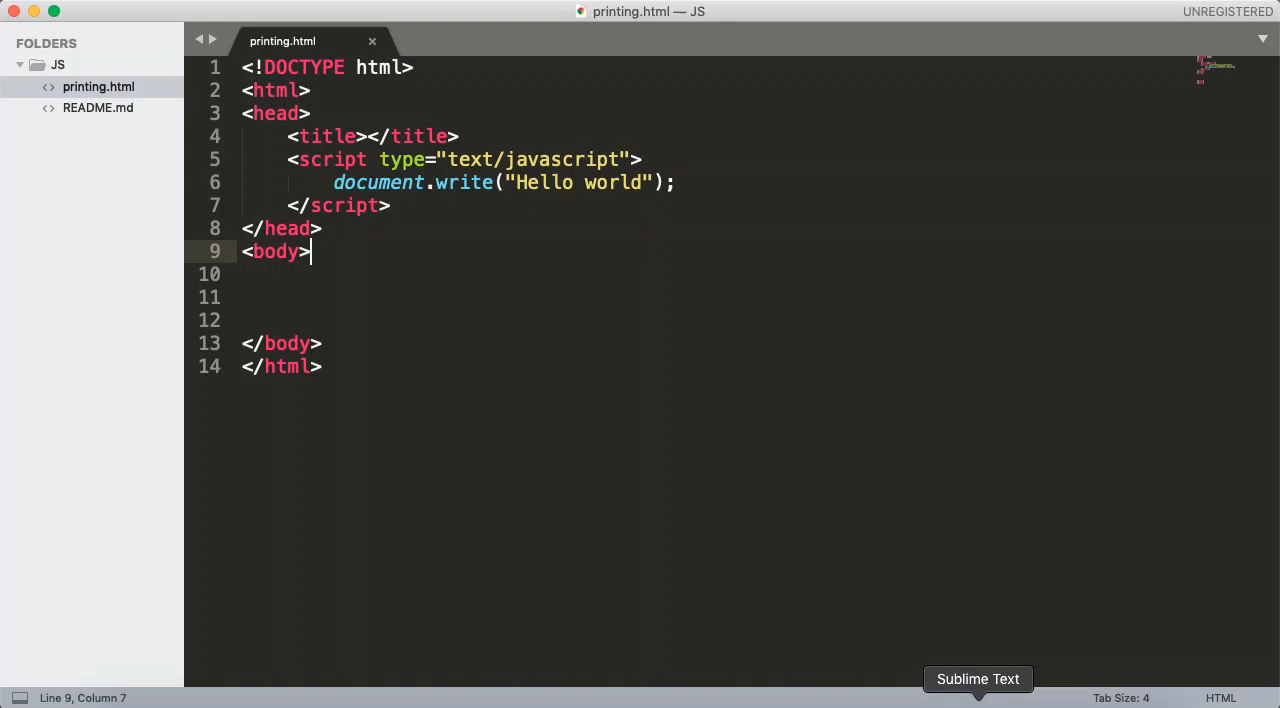 printing.html — JS
UNREGISTERED
FOLDERS
JS
printing.html
README.md
printing.html
1 <!DOCTYPE html>
2 <html>
3 <head>
4 <title></title>
5 <script type="text/javascript">
6 document.write("Hello world");
7 </script>
8 </head>
9 <body>
10
11
12
13 </body>
14 </html>
Sublime Text
Line 9, Column 7
Tab Size: 4
HTML